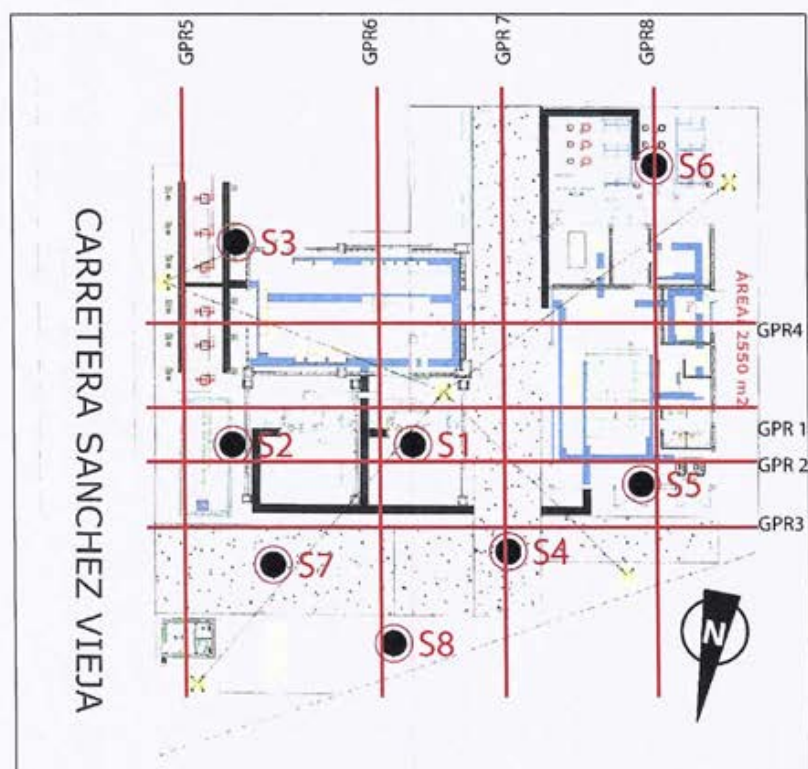 GPR5
GPR6
GPR 7
GPR8
S6
S3
CARRETERA SANCHEZ VIEJA
AREA 2550 m2
GPR4
GPR 1
S2
S1
GPR 2
S5
GPR3
S7
S4
S8
N